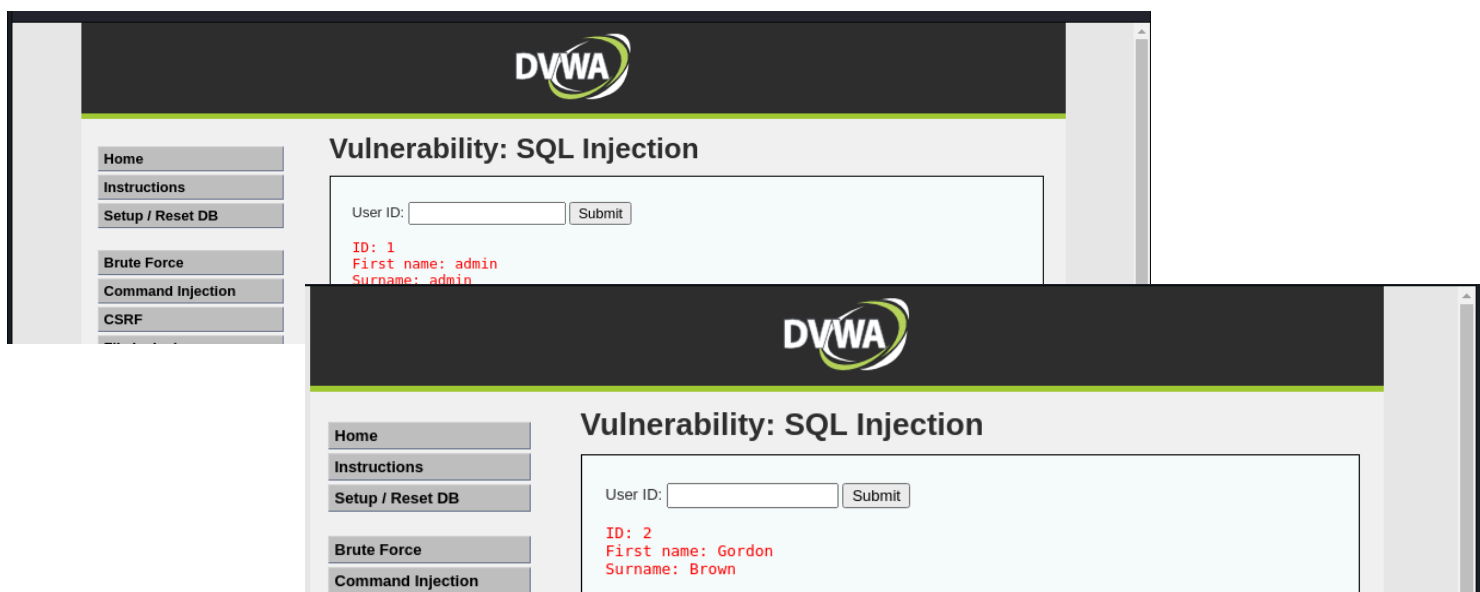 DVWA
Vulnerability: SQL Injection
Home
Instructions
Setup / Reset DB
Brute Force
Command Injection
CSRF
User ID: Submit
ID: 1
First name: admin
Surname: admin
DVWA
Vulnerability: SQL Injection
Home
Instructions
Setup / Reset DB
Brute Force
Command Injection
User ID: Submit
ID: 2
First name: Gordon
Surname: Brown